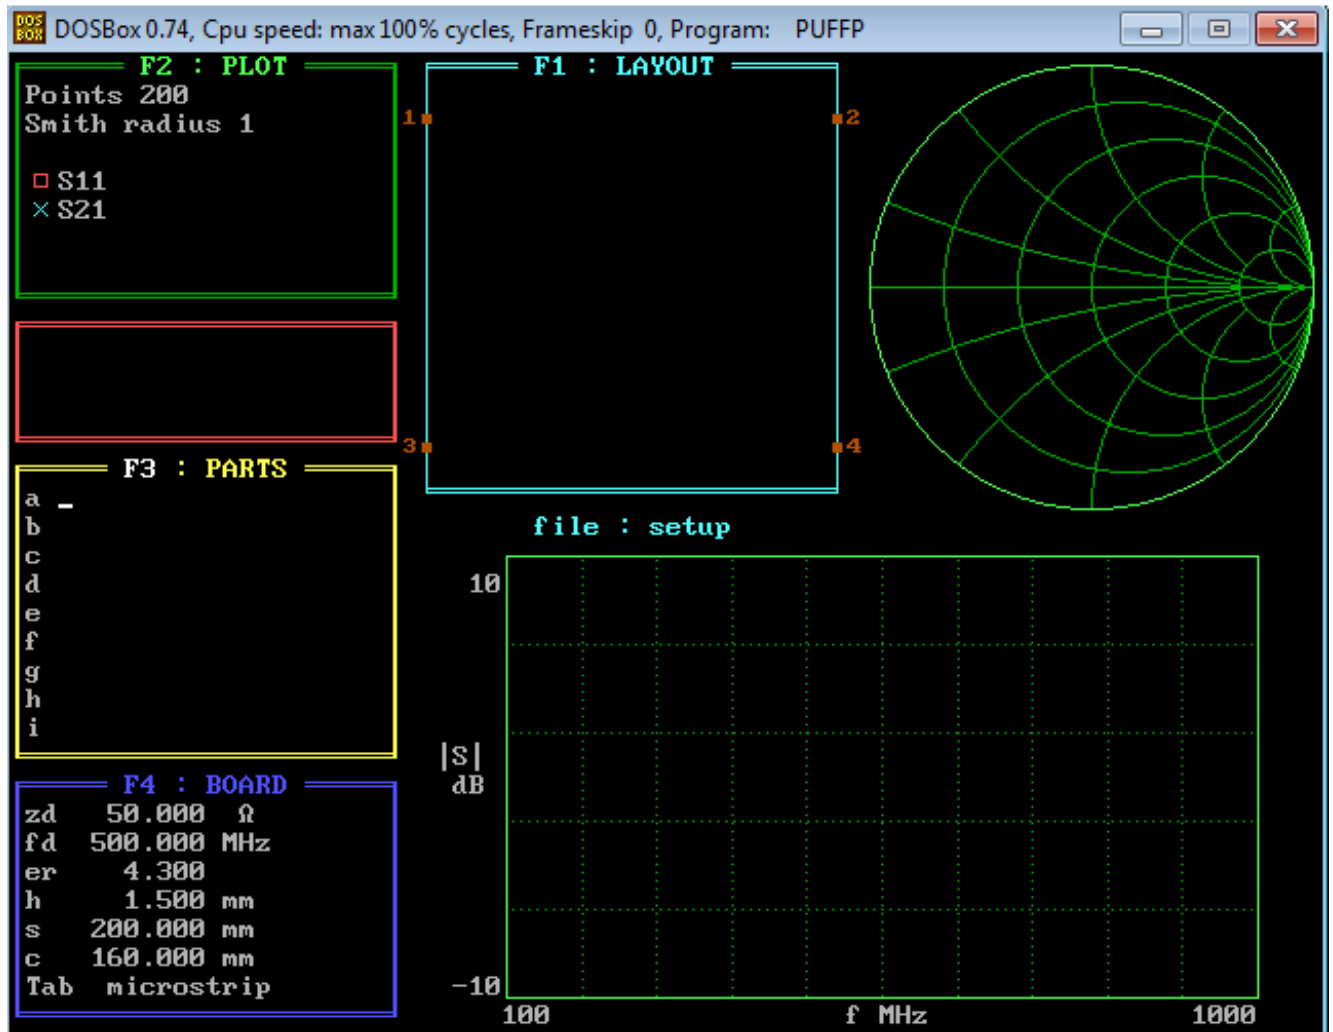 DOS BOX DOSBox 0.74, Cpu speed: max 100% cycles, Frameskip 0, Program: PUFFP
F2 : PLOT
Points 200
Smith radius 1
S11
S21
F1 : LAYOUT
1
2
3
4
F3 : PARTS
a _
b
c
d
e
f
g
h
i
F4 : BOARD
zd 50.000 Ω
fd 500.000 MHz
er 4.300
h 1.500 mm
s 200.000 mm
c 160.000 mm
Tab microstrip
file : setup
10
|S|
dB
-10
100 f MHz 1000